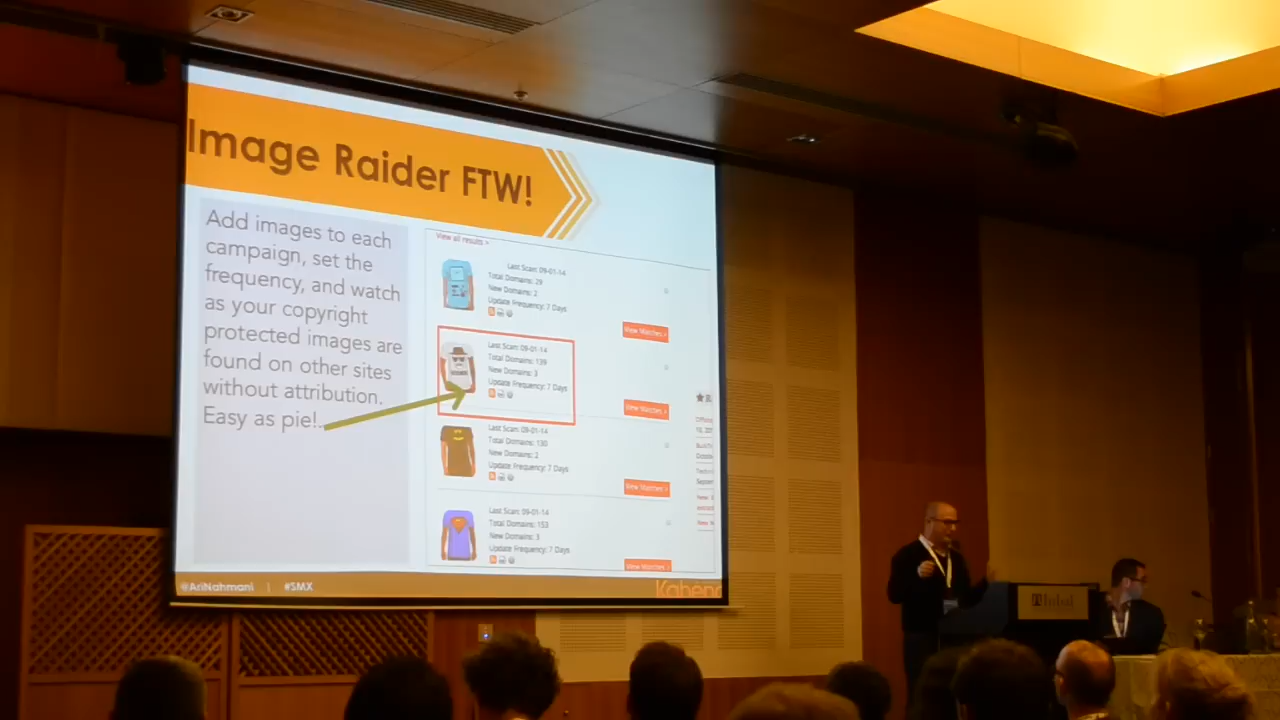 Image Raider FTW!
Add images to each
campaign, set the
frequency, and watch
as your copyright
protected images are
found on other sites
without attribution.
Easy as pie!.
View all results >
Last Scan: 09-01-14
Total Domains: 29
New Domains: 2
Update Frequency: 7 Days
View Matches >
Last Scan: 09-01-14
Total Domains: 139
New Domains: 3
Update Frequency: 7 Days
View Matches >
Last Scan: 09-01-14
Total Domains: 130
New Domains: 2
Update Frequency: 7 Days
View Matches >
Last Scan: 09-01-14
Total Domains: 153
New Domains: 3
Update Frequency: 7 Days
View Matches >
@AriNahmani | #SMX